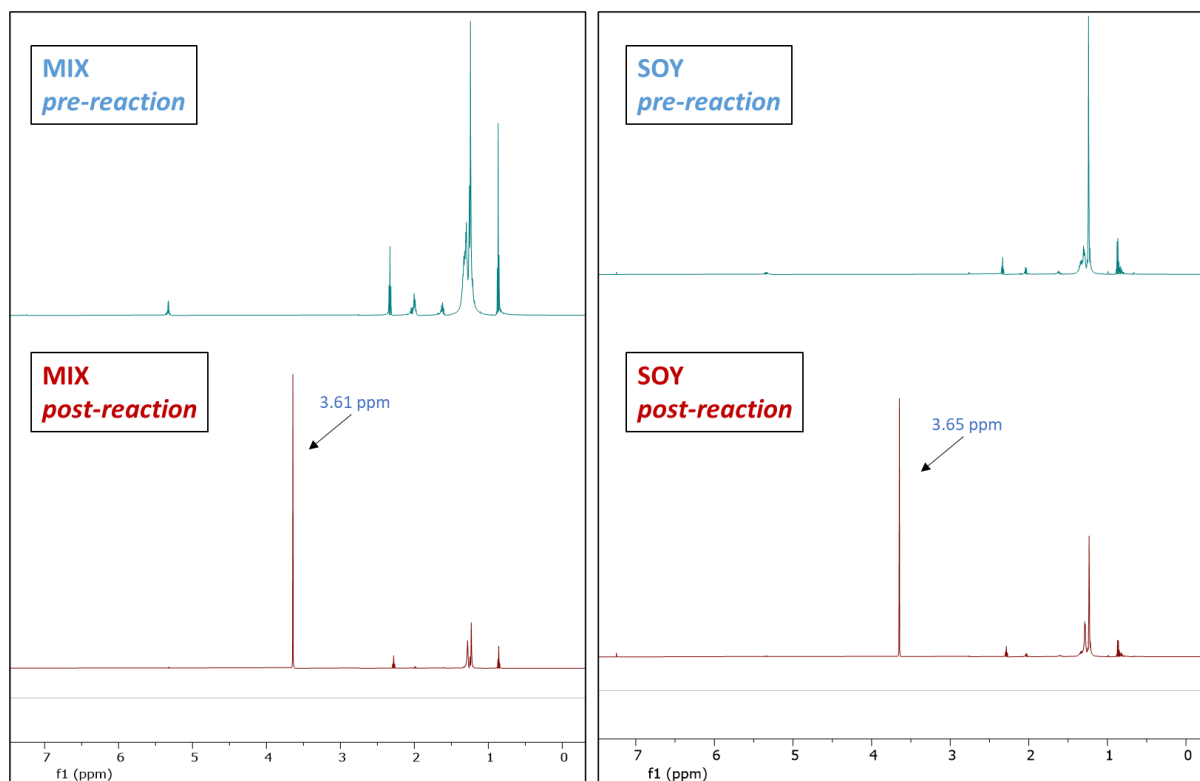 MIX
pre-reaction
MIX
post-reaction
3.61 ppm
7 6 5 4 3 2 1 0
f1 (ppm)
SOY
pre-reaction
SOY
post-reaction
3.65 ppm
7 6 5 4 3 2 1 0
f1 (ppm)